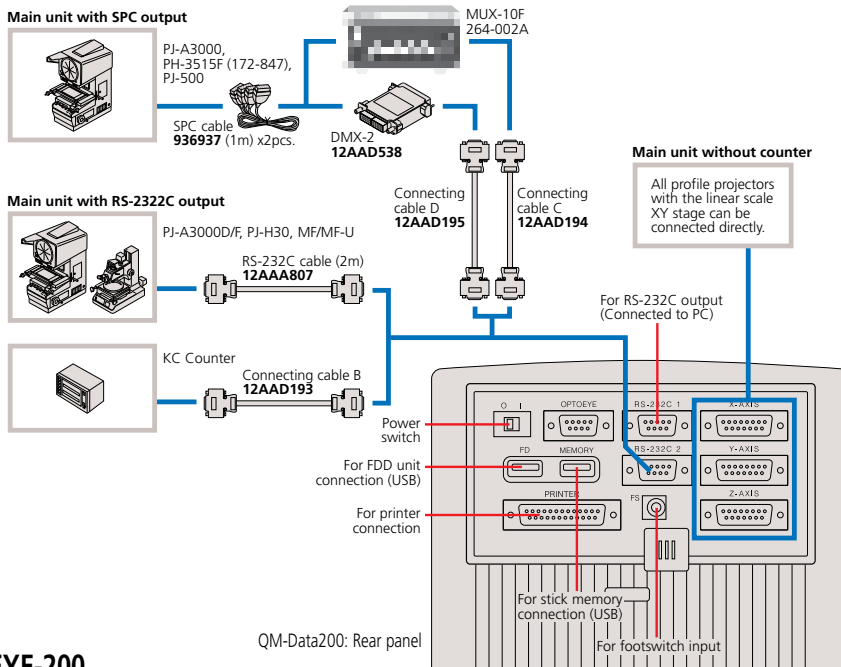 Main unit with SPC output
PJ-A3000,
PH-3515F (172-847),
PJ-500
SPC cable
936937 (1m) x2pcs.
MUX-10F
264-002A
DMX-2
12AAD538
Connecting
cable D
12AAD195
Connecting
cable C
12AAD194
Main unit without counter
All profile projectors
with the linear scale
XY stage can be
connected directly.
Main unit with RS-2322C output
PJ-A3000D/F, PJ-H30, MF/MF-U
RS-232C cable (2m)
12AAA807
KC Counter
Connecting cable B
12AAD193
For RS-232C output
(Connected to PC)
Power
switch
For FDD unit
connection (USB)
For printer
connection
O I
OPTOEYE
RS-232C 1
X-AXIS
FD
MEMORY
RS-232C 2
Y-AXIS
PRINTER
FS
Z-AXIS
For stick memory
connection (USB)
For footswitch input
QM-Data200: Rear panel
EYE-200